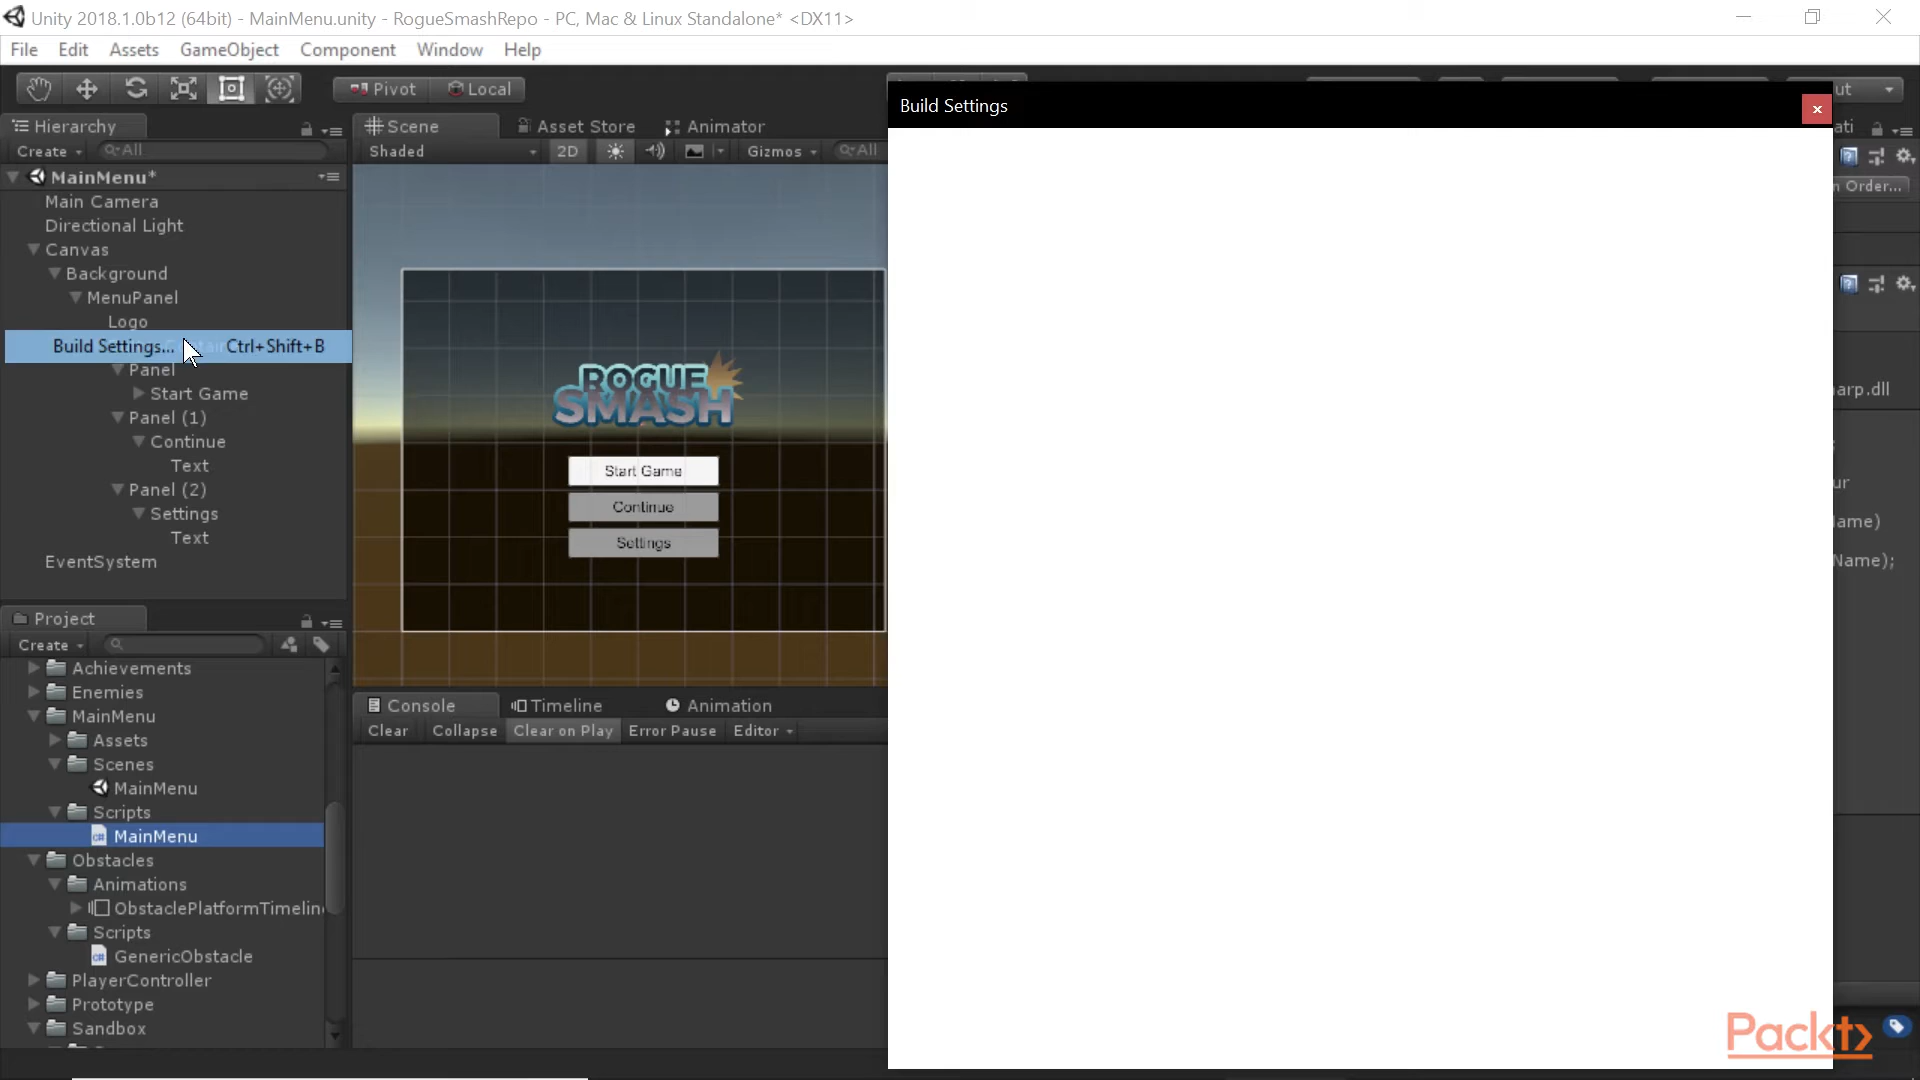 Unity 2018.1.0b12 (64bit) - MainMenu.unity - RogueSmashRepo - PC, Mac & Linux Standalone* <DX11>
File Edit Assets GameObject Component Window Help
Pivot Local
Hierarchy
Create All
MainMenu*
Main Camera
Directional Light
Canvas
Background
MenuPanel
Logo
Build Settings... Ctrl+Shift+B
Panel
Start Game
Panel (1)
Continue
Text
Panel (2)
Settings
Text
EventSystem
Scene Asset Store Animator
Shaded 2D Gizmos All
ROGUE
SMASH
Start Game
Continue
Settings
Build Settings
ut
ati
n Order...
arp.dll
ur
lame)
Name);
Project
Create
Achievements
Enemies
MainMenu
Assets
Scenes
MainMenu
Scripts
MainMenu
Obstacles
Animations
ObstaclePlatformTimeline
Scripts
GenericObstacle
PlayerController
Prototype
Sandbox
Console Timeline Animation
Clear Collapse Clear on Play Error Pause Editor
Packt